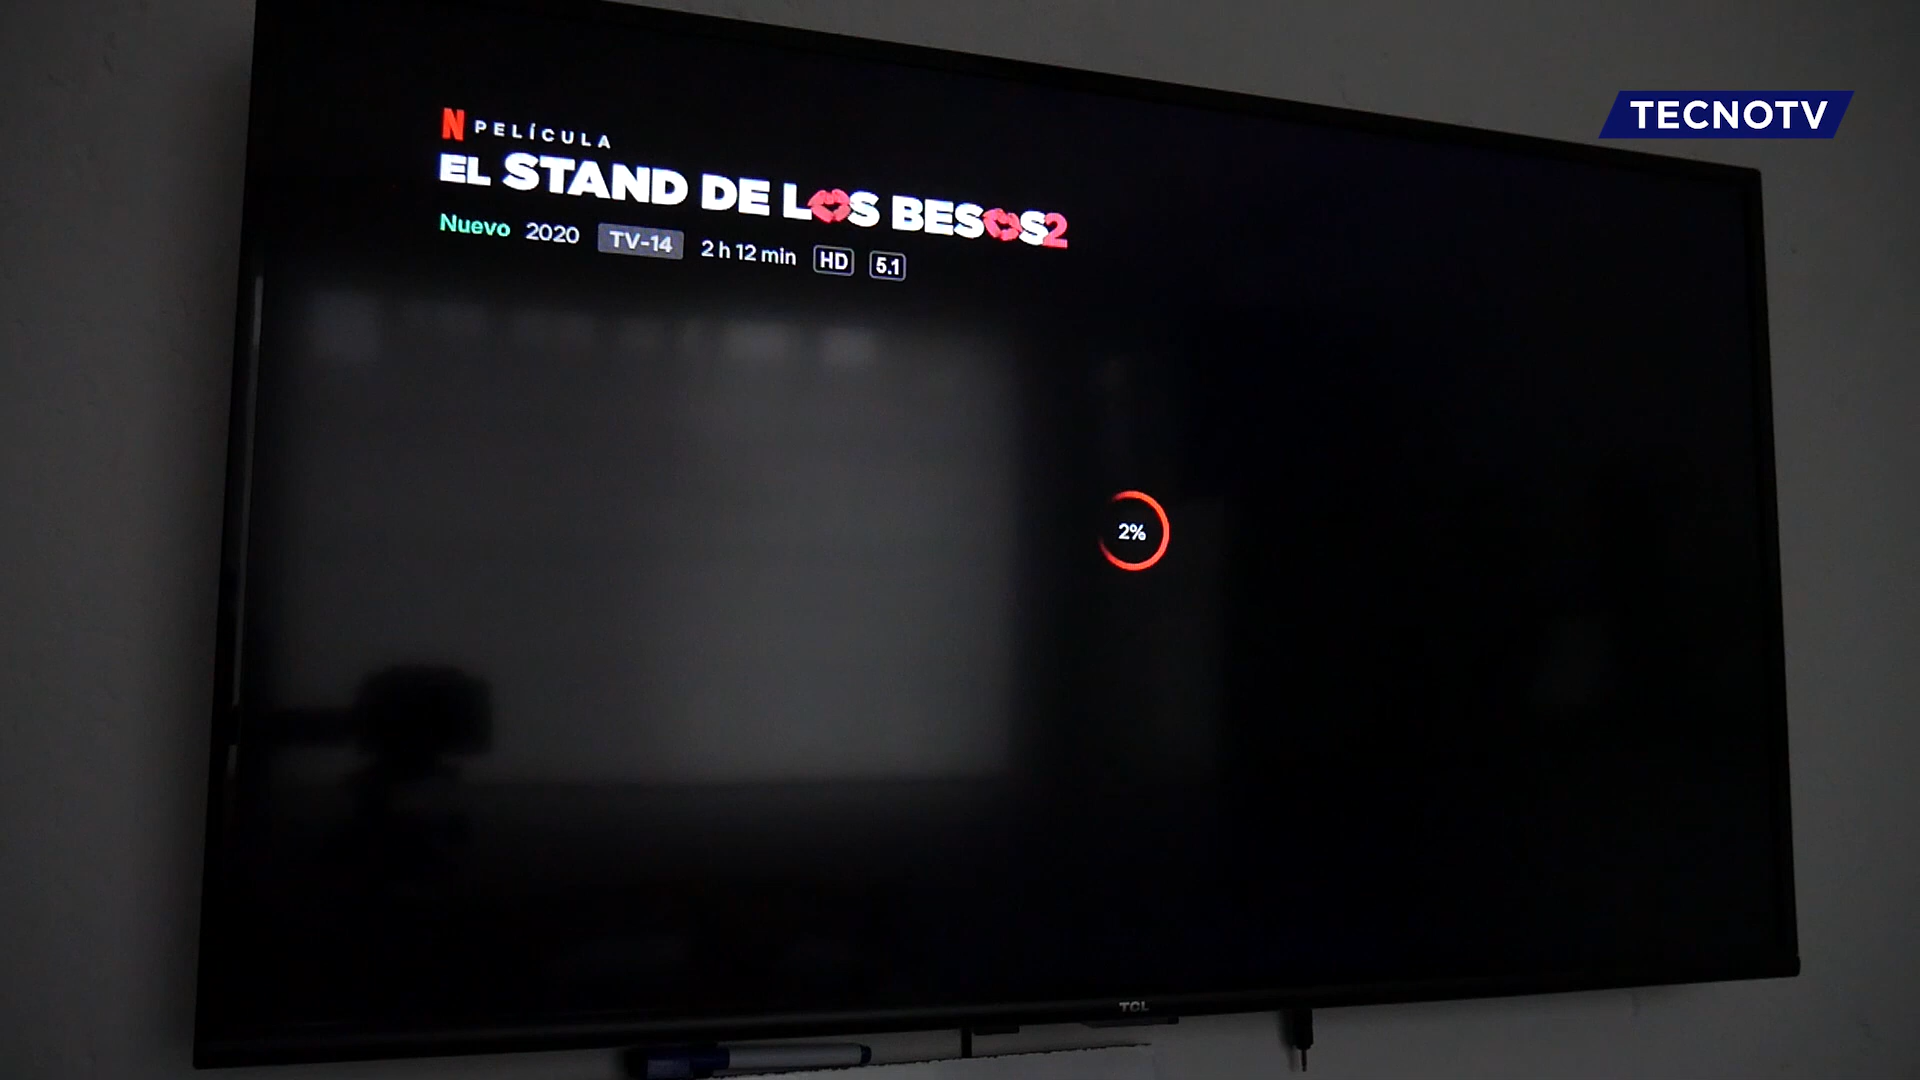 TECNOTV
N PELÍCULA
EL STAND DE LOS BESOS2
Nuevo 2020 TV-14 2 h 12 min HD 5.1
2%
TCL